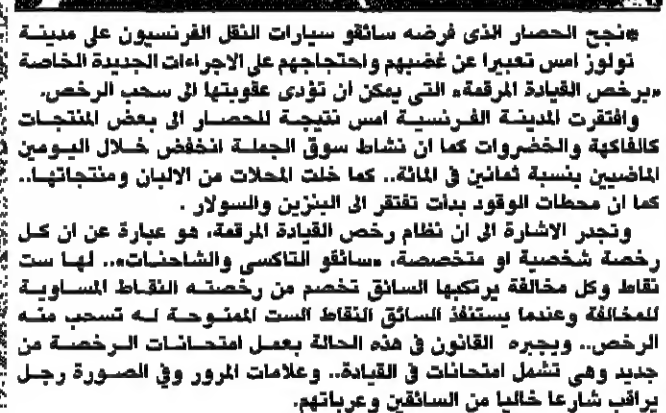 ●نجح الحصار الذى فرضه سائقو سيارات النقل الفرنسيون على مدينة
تولوز امس تعبيرا عن غضبهم واحتجاجهم على الاجراءات الجديدة الخاصة
«برخص القيادة المرقمة» التى يمكن ان تؤدى عقوبتها الى سحب الرخص.
وافتقرت المدينة الفرنسية امس نتيجة للحصار الى بعض المنتجات
كالفاكهة والخضروات كما ان نشاط سوق الجملة انخفض خلال اليومين
الماضيين بنسبة ثمانين فى المائة.. كما خلت المحلات من الالبان ومنتجاتها..
كما ان محطات الوقود بدات تفتقر الى البنزين والسولار .
وتجدر الاشارة الى ان نظام رخص القيادة المرقمة، هو عبارة عن ان كل
رخصة شخصية او متخصصة، «سائقو التاكسى والشاحنات».. لها ست
نقاط وكل مخالفة يرتكبها السائق تخصم من رخصته النقاط المساوية
للمخالفة وعندما يستنفذ السائق النقاط الست الممنوحة له تسحب منه
الرخص.. ويجبره القانون فى هذه الحالة بعمل امتحانات الرخصة من
جديد وهى تشمل امتحانات فى القيادة.. وعلامات المرور وفى الصورة رجل
يراقب شارعا خاليا من السائقين وعرباتهم.